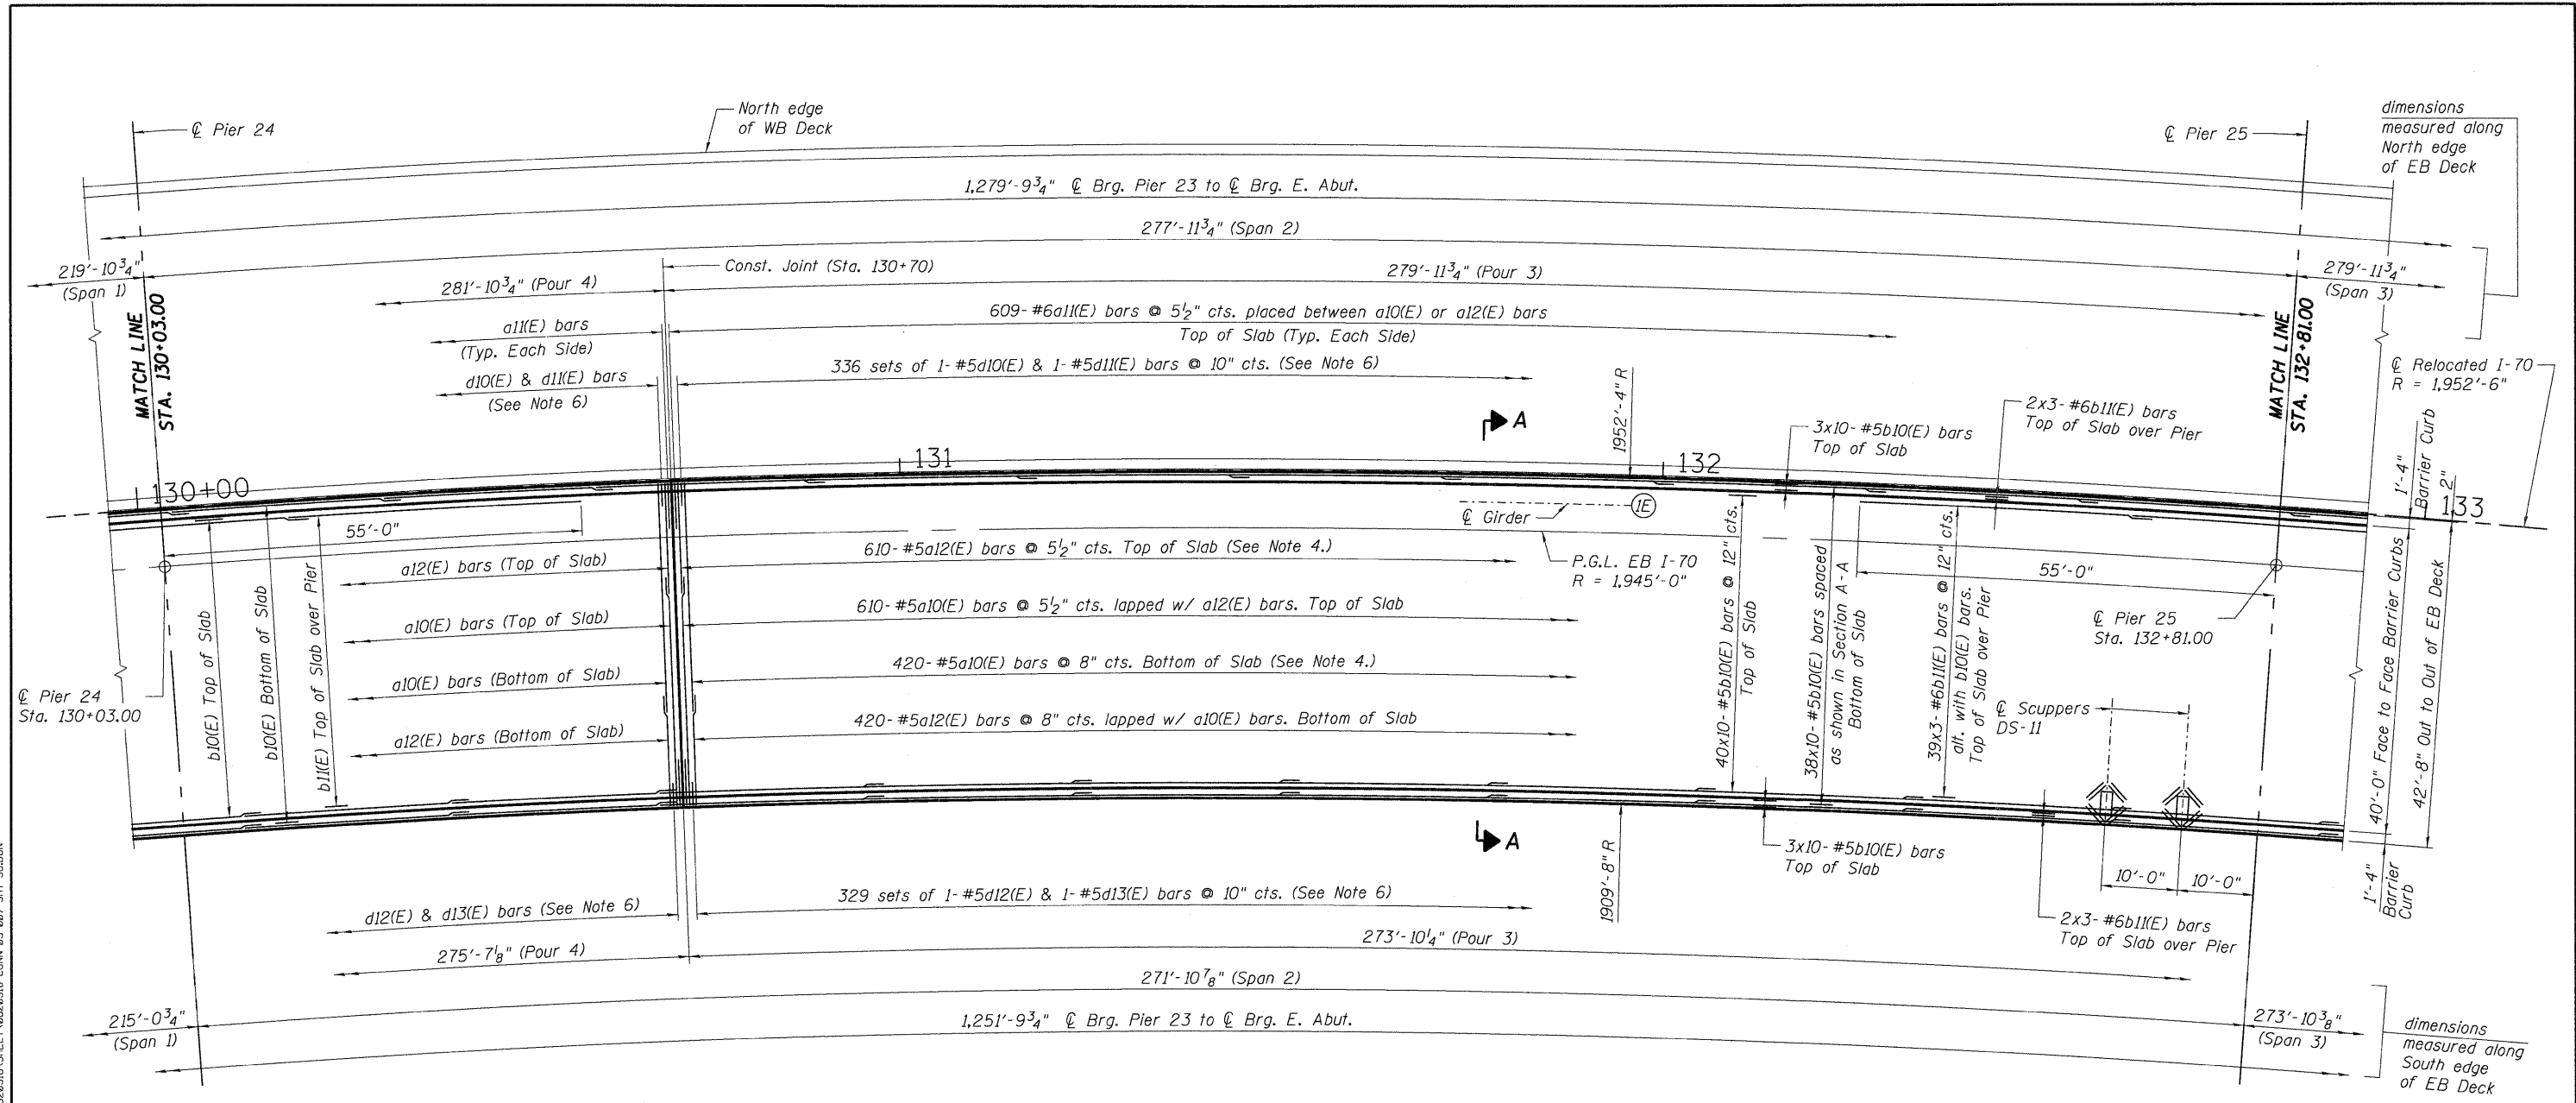 North edge
of WB Deck
℄ Pier 24
℄ Pier 25
dimensions
measured along
North edge
of EB Deck
1,279'-9¾" ℄ Brg. Pier 23 to ℄ Brg. E. Abut.
277'-11¾" (Span 2)
219'-10¾"
(Span 1)
Const. Joint (Sta. 130+70)
281'-10¾" (Pour 4)
279'-11¾" (Pour 3)
279'-11¾"
(Span 3)
MATCH LINE
STA. 130+03.00
MATCH LINE
STA. 132+81.00
a11(E) bars
(Typ. Each Side)
609-#6a11(E) bars @ 5½" cts. placed between a10(E) or a12(E) bars
Top of Slab (Typ. Each Side)
d10(E) & d11(E) bars
(See Note 6)
336 sets of 1-#5d10(E) & 1-#5d11(E) bars @ 10" cts. (See Note 6)
℄ Relocated I-70
R = 1,952'-6"
A
1952'-4" R
3x10-#5b10(E) bars
Top of Slab
2x3-#6b11(E) bars
Top of Slab over Pier
1'-4"
Barrier Curb
2"
130+00
131
132
133
55'-0"
℄ Girder
1E
P.G.L. EB I-70
R = 1,945'-0"
610-#5a12(E) bars @ 5½" cts. Top of Slab (See Note 4.)
a12(E) bars (Top of Slab)
610-#5a10(E) bars @ 5½" cts. lapped w/ a12(E) bars. Top of Slab
a10(E) bars (Top of Slab)
420-#5a10(E) bars @ 8" cts. Bottom of Slab (See Note 4.)
a10(E) bars (Bottom of Slab)
420-#5a12(E) bars @ 8" cts. lapped w/ a10(E) bars. Bottom of Slab
a12(E) bars (Bottom of Slab)
b10(E) Top of Slab
b10(E) Bottom of Slab
b11(E) Top of Slab over Pier
℄ Pier 24
Sta. 130+03.00
40x10-#5b10(E) bars @ 12" cts.
Top of Slab
38x10-#5b10(E) bars spaced
as shown in Section A-A
Bottom of Slab
39x3-#6b11(E) bars @ 12" cts.
alt. with b10(E) bars.
Top of Slab over Pier
55'-0"
℄ Pier 25
Sta. 132+81.00
℄ Scuppers
DS-11
40'-0" Face to Face Barrier Curbs
42'-8" Out to Out of EB Deck
A
3x10-#5b10(E) bars
Top of Slab
10'-0"
10'-0"
1'-4"
Barrier
Curb
2x3-#6b11(E) bars
Top of Slab over Pier
1909'-8" R
d12(E) & d13(E) bars (See Note 6)
329 sets of 1-#5d12(E) & 1-#5d13(E) bars @ 10" cts. (See Note 6)
275'-7⅛" (Pour 4)
273'-10¼" (Pour 3)
271'-10⅞" (Span 2)
215'-0¾"
(Span 1)
1,251'-9¾" ℄ Brg. Pier 23 to ℄ Brg. E. Abut.
273'-10⅜"
(Span 3)
dimensions
measured along
South edge
of EB Deck